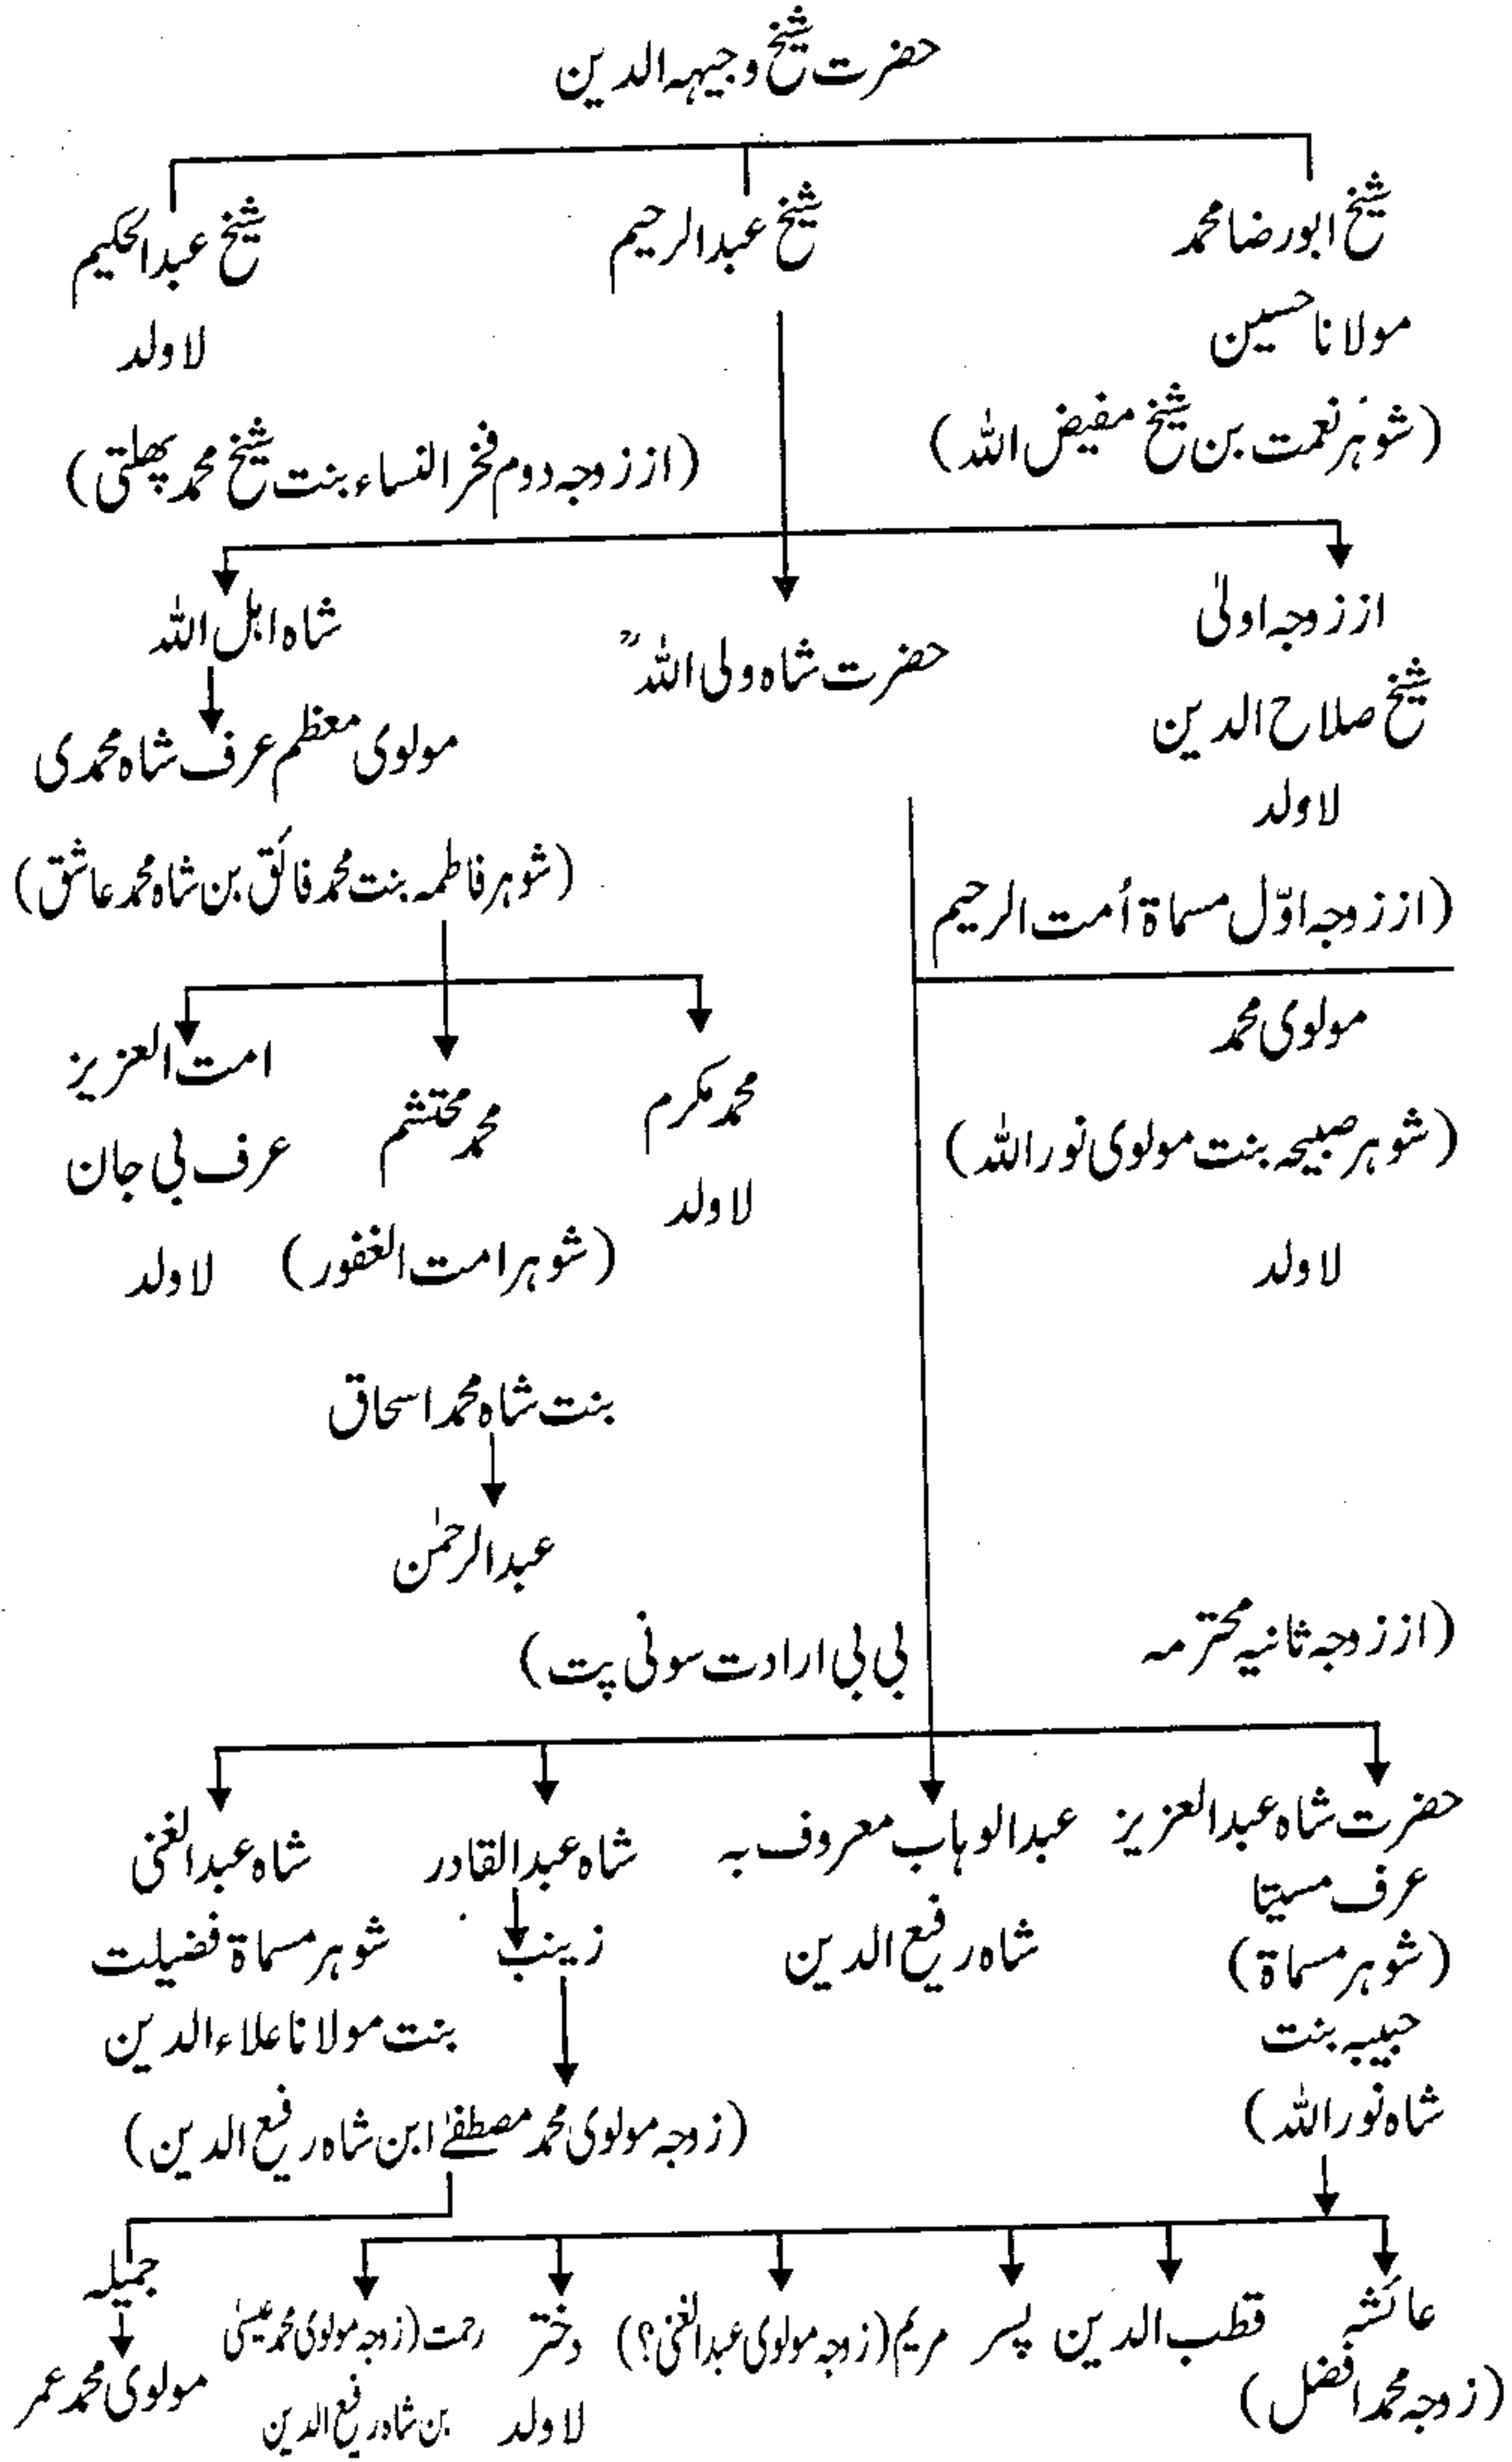 حضرت شیخ وجیہہ الدین
شیخ ابورضا محمد
شیخ عبدالرحیم
شیخ عبدالحکیم
مولانا حسین
لاولد
(شوہر نعمت بن شیخ مفیض اللہ)
(از زوجہ دوم فخر النساء بنت شیخ محمد پھلتی)
از زوجہ اولیٰ
حضرت شاہ ولی اللہؒ
شاہ اہل اللہ
شیخ صلاح الدین
مولوی معظم عرف شاہ محمدی
لاولد
(شوہر فاطمہ بنت محمد فائق بن شاہ محمد عاشق)
(از زوجہ اوّل مسماۃ اُمت الرحیم
مولوی محمد
محمد مکرم
محمد محتشم
امت العزیز
(شوہر صبیحہ بنت مولوی نور اللہ)
عرف بی جان
لاولد
(شوہر امت الغفور)
لاولد
لاولد
بنت شاہ محمد اسحاق
عبدالرحمٰن
(از زوجہ ثانیہ محترمہ
بی بی ارادت سونی پت)
حضرت شاہ عبدالعزیز
عبدالوہاب معروف بہ
شاہ عبدالقادر
شاہ عبدالغنی
عرف مسیتا
شاہ رفیع الدین
زینب
شوہر مسماۃ فضیلت
(شوہر مسماۃ)
بنت مولانا علاء الدین
حبیبہ بنت
شاہ نور اللہ)
(زوجہ مولوی محمد مصطفےٰ ابن شاہ رفیع الدین)
عائشہ
قطب الدین
پسر
مریم (زوجہ مولوی عبدالغنی؟)
دختر
رحمت (زوجہ مولوی محمد عیسیٰ
جمیلہ
(زوجہ محمد افضل)
لاولد
بن شاہ رفیع الدین
مولوی محمد عمر